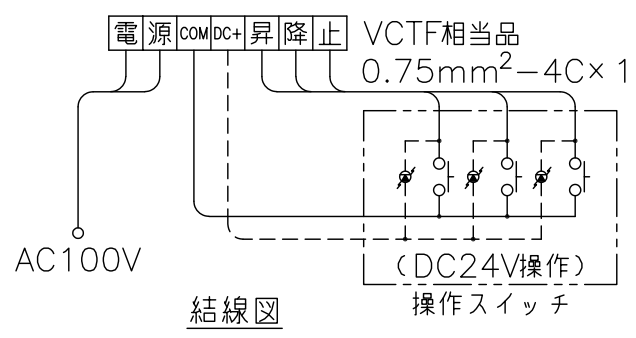 電源 COM DC+ 昇 降 止
VCTF相当品
0.75mm²-4C×1
AC100V
(DC24V操作)
操作スイッチ
結線図